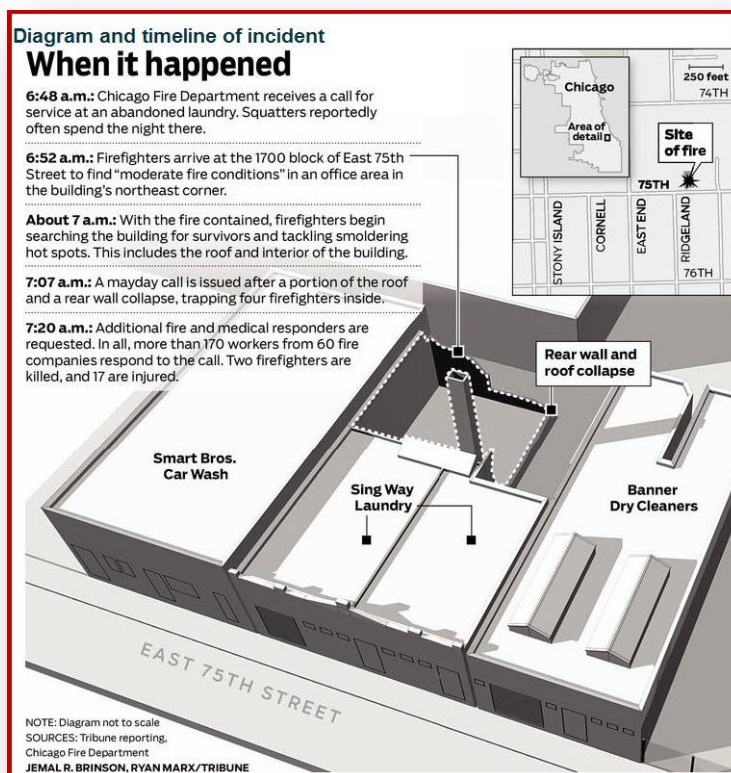 Diagram and timeline of incident
When it happened
6:48 a.m.: Chicago Fire Department receives a call for
service at an abandoned laundry. Squatters reportedly
often spend the night there.
6:52 a.m.: Firefighters arrive at the 1700 block of East 75th
Street to find “moderate fire conditions” in an office area in
the building’s northeast corner.
About 7 a.m.: With the fire contained, firefighters begin
searching the building for survivors and tackling smoldering
hot spots. This includes the roof and interior of the building.
7:07 a.m.: A mayday call is issued after a portion of the roof
and a rear wall collapse, trapping four firefighters inside.
7:20 a.m.: Additional fire and medical responders are
requested. In all, more than 170 workers from 60 fire
companies respond to the call. Two firefighters are
killed, and 17 are injured.
Chicago
Area of
detail
250 feet
74TH
Site
of fire
75TH
STONY ISLAND
CORNELL
EAST END
RIDGELAND
76TH
Rear wall and
roof collapse
Smart Bros.
Car Wash
Sing Way
Laundry
Banner
Dry Cleaners
EAST 75TH STREET
NOTE: Diagram not to scale
SOURCES: Tribune reporting,
Chicago Fire Department
JEMAL R. BRINSON, RYAN MARX/TRIBUNE